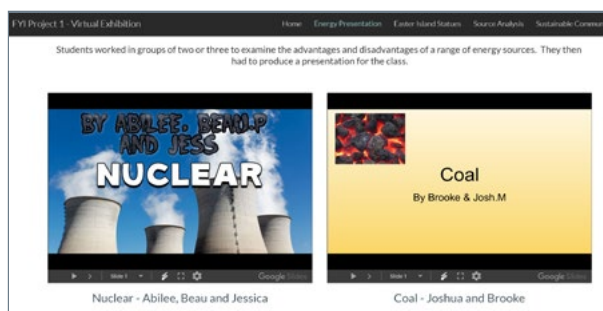 FYI Project 1 - Virtual Exhibition
Home Energy Presentation Easter Island Statues Source Analysis Sustainable Commun
Students worked in groups of two or three to examine the advantages and disadvantages of a range of energy sources. They then
had to produce a presentation for the class.
BY ABILEE, BEAU.P
AND JESS
NUCLEAR
Slide 1
Google Slides
Coal
By Brooke & Josh.M
Slide 1
Google Slides
Nuclear - Abilee, Beau and Jessica
Coal - Joshua and Brooke